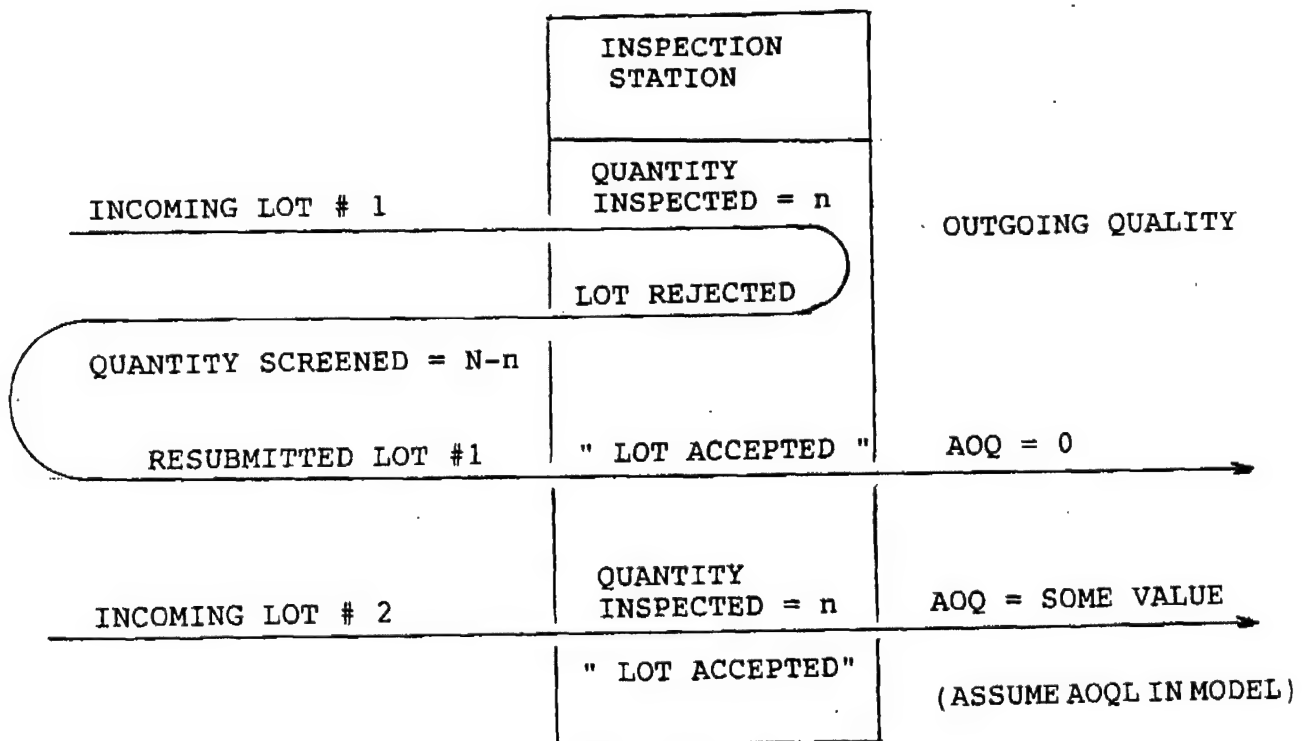 INSPECTION
STATION
QUANTITY
INSPECTED = n
INCOMING LOT # 1
OUTGOING QUALITY
LOT REJECTED
QUANTITY SCREENED = N-n
RESUBMITTED LOT #1
" LOT ACCEPTED "
AOQ = 0
QUANTITY
INSPECTED = n
INCOMING LOT # 2
AOQ = SOME VALUE
" LOT ACCEPTED"
(ASSUME AOQL IN MODEL)